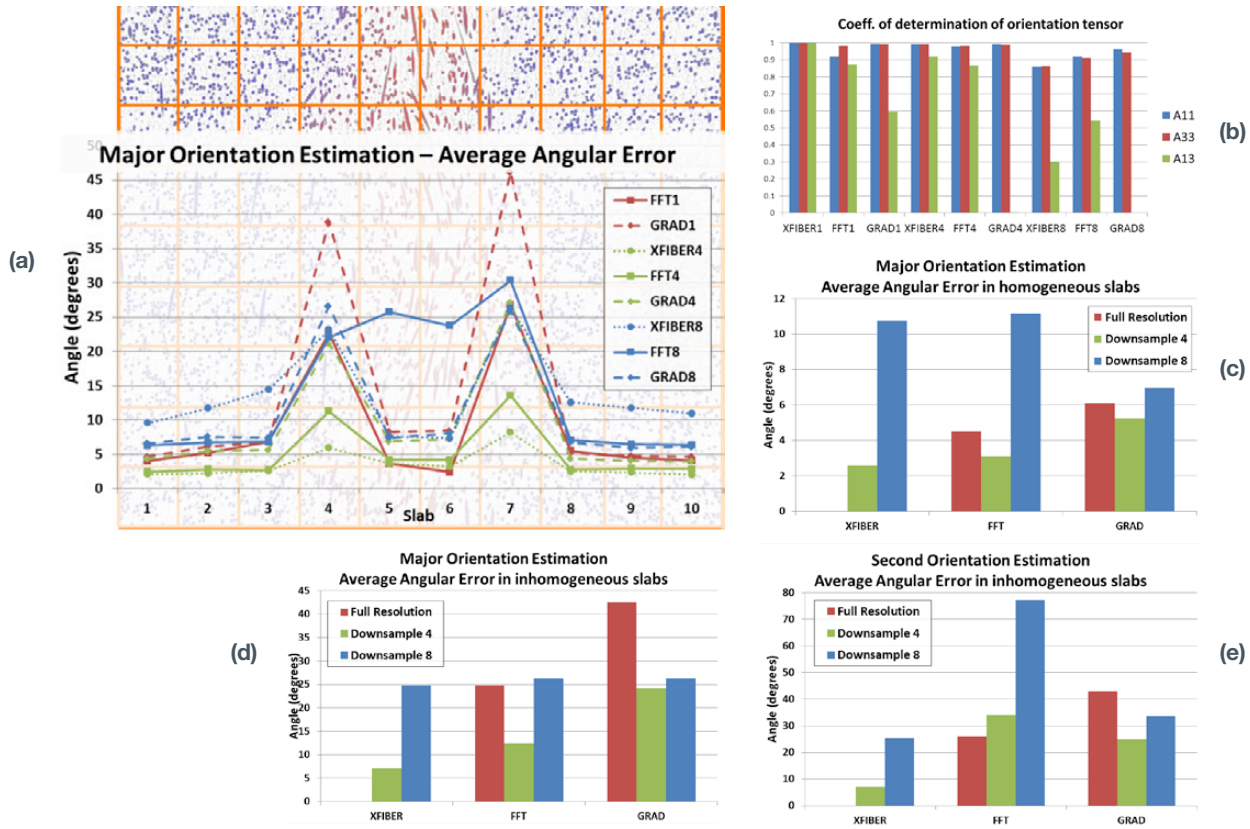 (a)
50
Major Orientation Estimation – Average Angular Error
45
40
35
30
25
20
15
10
5
0
Angle (degrees)
1 2 3 4 5 6 7 8 9 10
Slab
FFT1
GRAD1
XFIBER4
FFT4
GRAD4
XFIBER8
FFT8
GRAD8
Coeff. of determination of orientation tensor
1
0.9
0.8
0.7
0.6
0.5
0.4
0.3
0.2
0.1
0
XFIBER1 FFT1 GRAD1 XFIBER4 FFT4 GRAD4 XFIBER8 FFT8 GRAD8
A11
A33
A13
(b)
Major Orientation Estimation
Average Angular Error in homogeneous slabs
12
10
8
6
4
2
0
Angle (degrees)
XFIBER FFT GRAD
Full Resolution
Downsample 4
Downsample 8
(c)
(d)
Major Orientation Estimation
Average Angular Error in inhomogeneous slabs
45
40
35
30
25
20
15
10
5
0
Angle (degrees)
XFIBER FFT GRAD
Full Resolution
Downsample 4
Downsample 8
Second Orientation Estimation
Average Angular Error in inhomogeneous slabs
80
70
60
50
40
30
20
10
0
Angle (degrees)
XFIBER FFT GRAD
Full Resolution
Downsample 4
Downsample 8
(e)